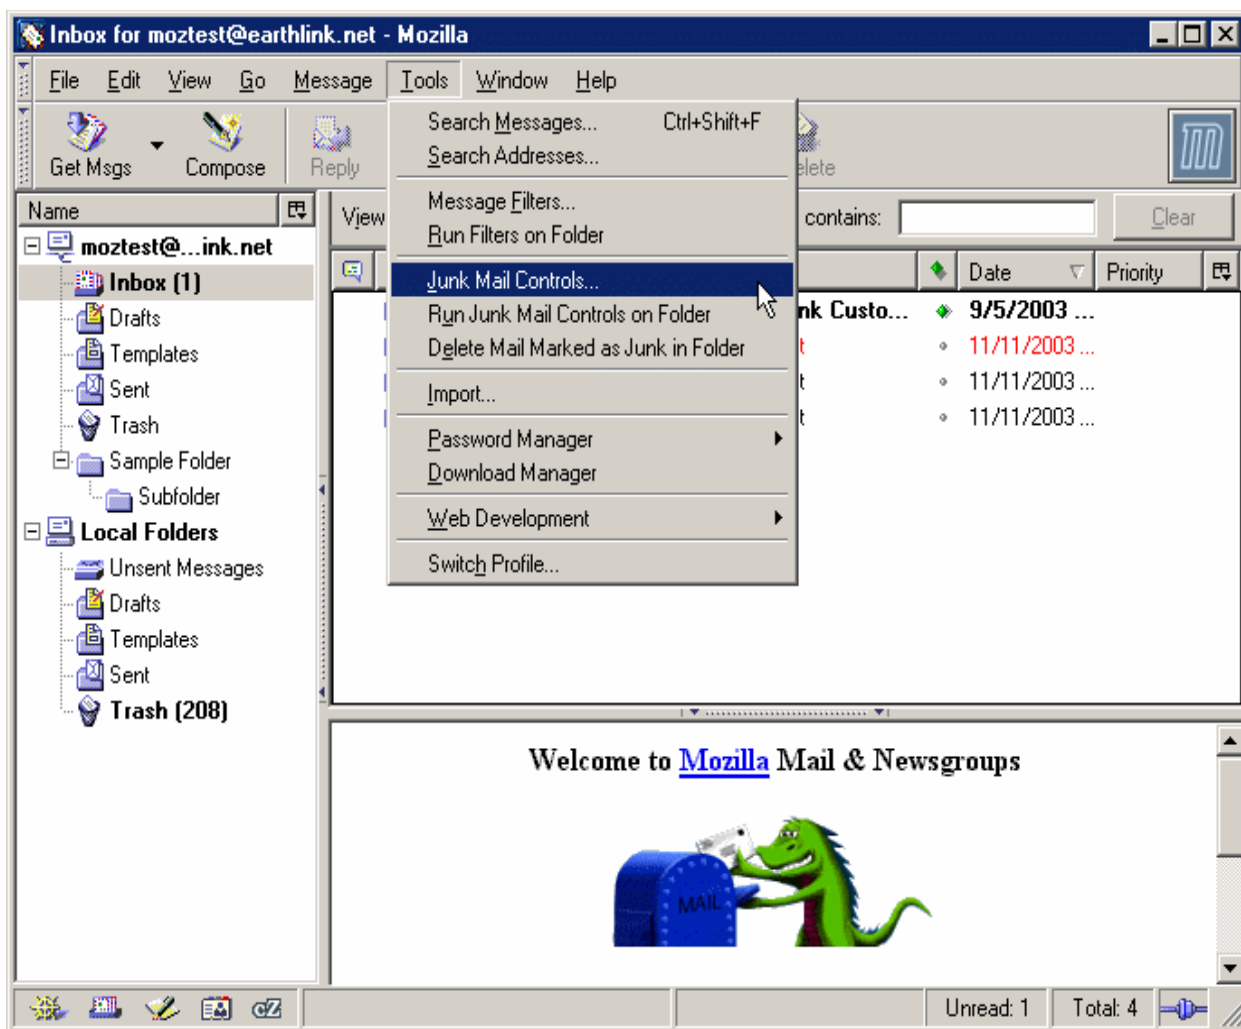 Inbox for moztest@earthlink.net - Mozilla
File Edit View Go Message Tools Window Help
Get Msgs Compose Reply
Search Messages... Ctrl+Shift+F
Search Addresses...
Message Filters...
Run Filters on Folder
Junk Mail Controls...
Run Junk Mail Controls on Folder
Delete Mail Marked as Junk in Folder
Import...
Password Manager
Download Manager
Web Development
Switch Profile...
Name
moztest@...ink.net
Inbox (1)
Drafts
Templates
Sent
Trash
Sample Folder
Subfolder
Local Folders
Unsent Messages
Drafts
Templates
Sent
Trash (208)
View contains: Clear
Date Priority
nk Custo... 9/5/2003 ...
t 11/11/2003 ...
t 11/11/2003 ...
t 11/11/2003 ...
Welcome to Mozilla Mail & Newsgroups
MAIL
cZ
Unread: 1 Total: 4